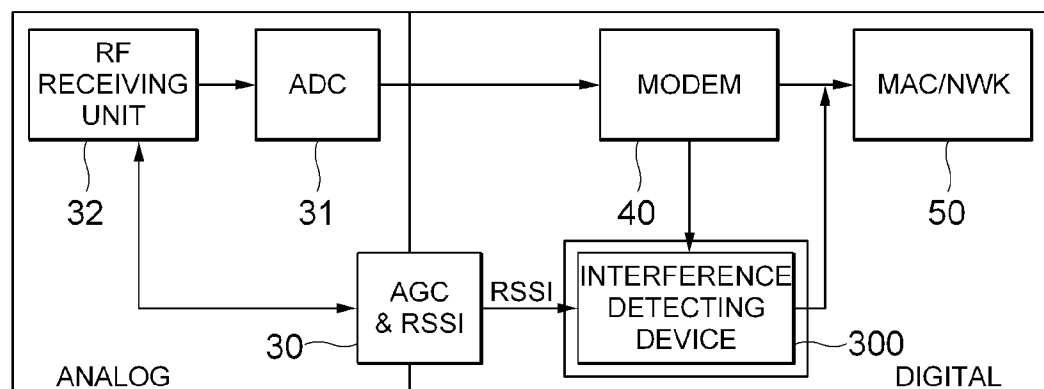 RF
RECEIVING
UNIT
ADC
MODEM
MAC/NWK
32
31
40
50
AGC
& RSSI
RSSI
INTERFERENCE
DETECTING
DEVICE
30
300
ANALOG
DIGITAL